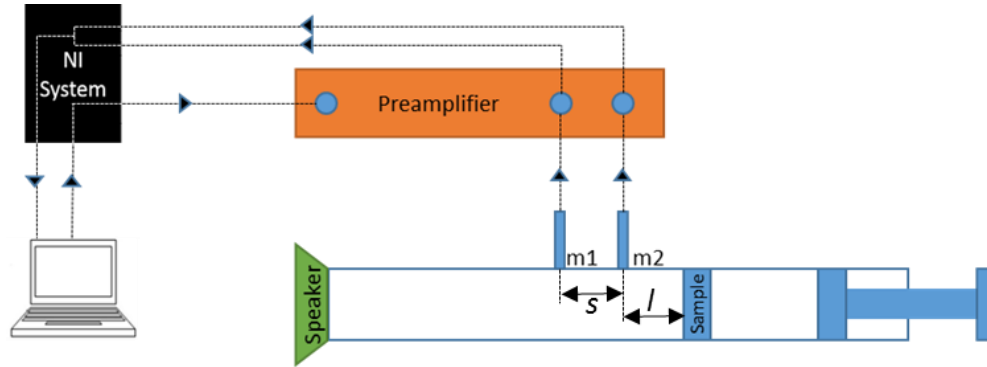 NI
System
Preamplifier
m1
m2
s
l
Speaker
Sample